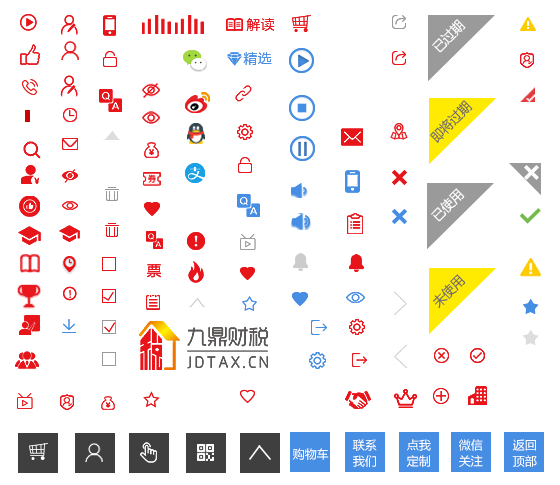 解读
已过期
精选
Q
A
即将过期
券
Q
A
已使用
Q
A
票
未使用
九鼎财税
JDTAX.CN
购物车
联系
我们
点我
定制
微信
关注
返回
顶部